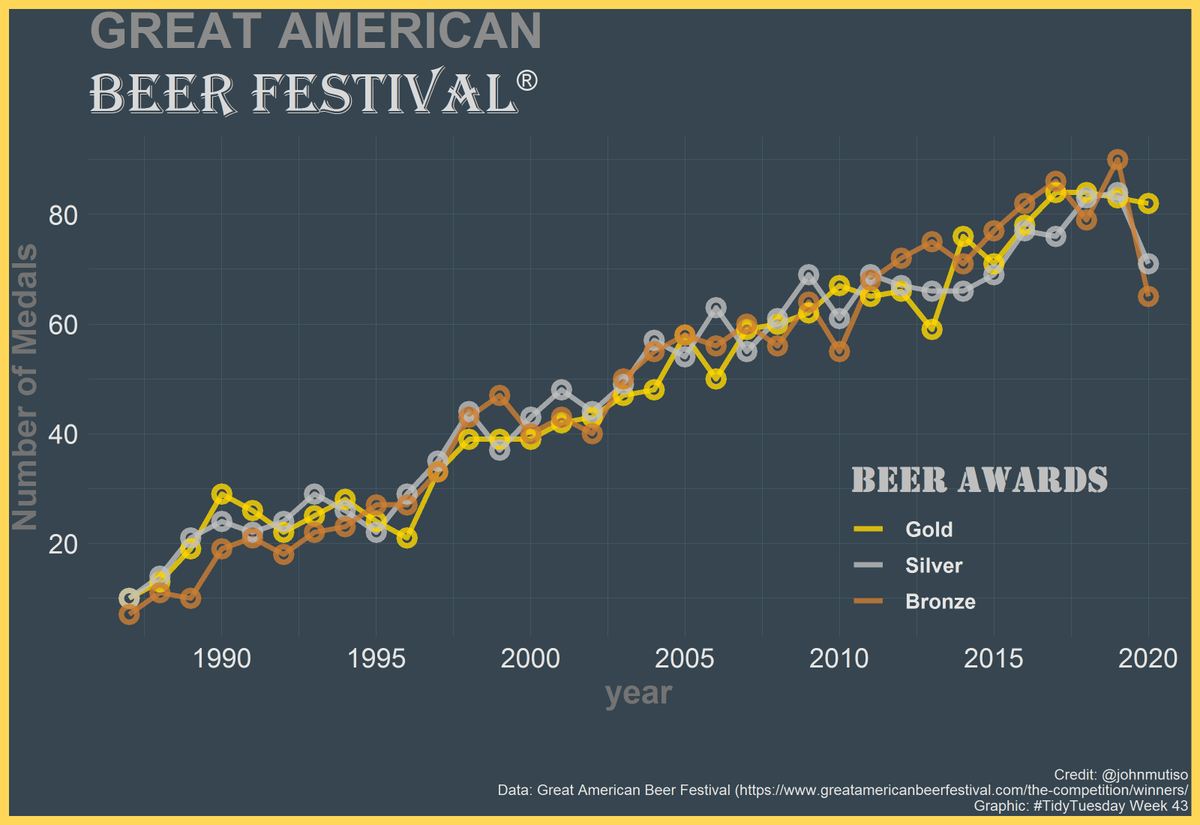 GREAT AMERICAN
BEER FESTIVAL®
Number of Medals
80
60
40
20
BEER AWARDS
Gold
Silver
Bronze
1990 1995 2000 2005 2010 2015 2020
year
Credit: @johnmutiso
Data: Great American Beer Festival (https://www.greatamericanbeerfestival.com/the-competition/winners/
Graphic: #TidyTuesday Week 43